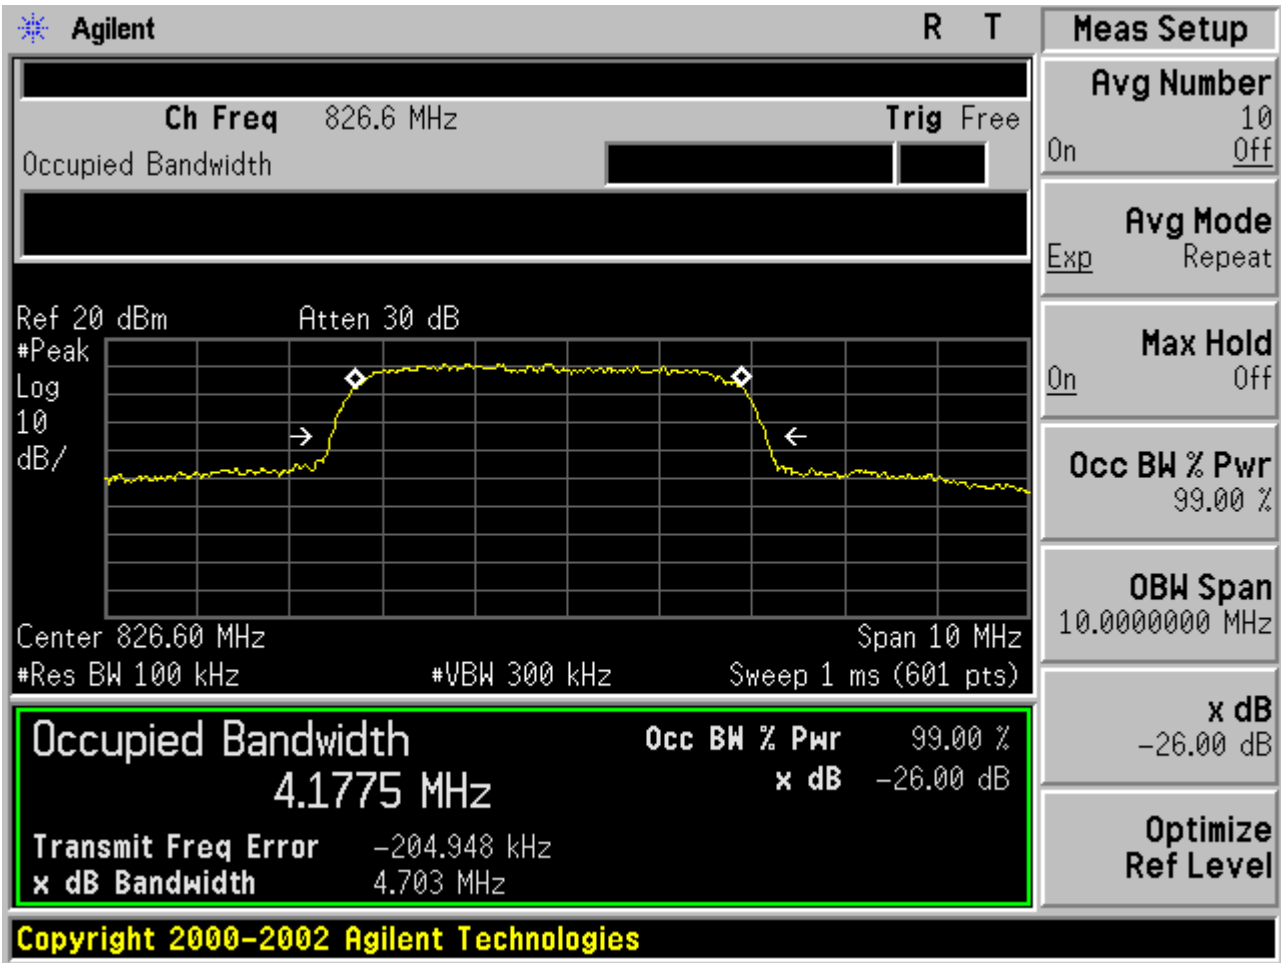 Agilent R T
Ch Freq 826.6 MHz Trig Free
Occupied Bandwidth
Ref 20 dBm Atten 30 dB
#Peak
Log
10
dB/
Center 826.60 MHz Span 10 MHz
#Res BW 100 kHz #VBW 300 kHz Sweep 1 ms (601 pts)
Occupied Bandwidth Occ BW % Pwr 99.00 %
4.1775 MHz x dB -26.00 dB
Transmit Freq Error -204.948 kHz
x dB Bandwidth 4.703 MHz
Copyright 2000-2002 Agilent Technologies
Meas Setup
Avg Number
10
On Off
Avg Mode
Exp Repeat
Max Hold
On Off
Occ BW % Pwr
99.00 %
OBW Span
10.0000000 MHz
x dB
-26.00 dB
Optimize
Ref Level